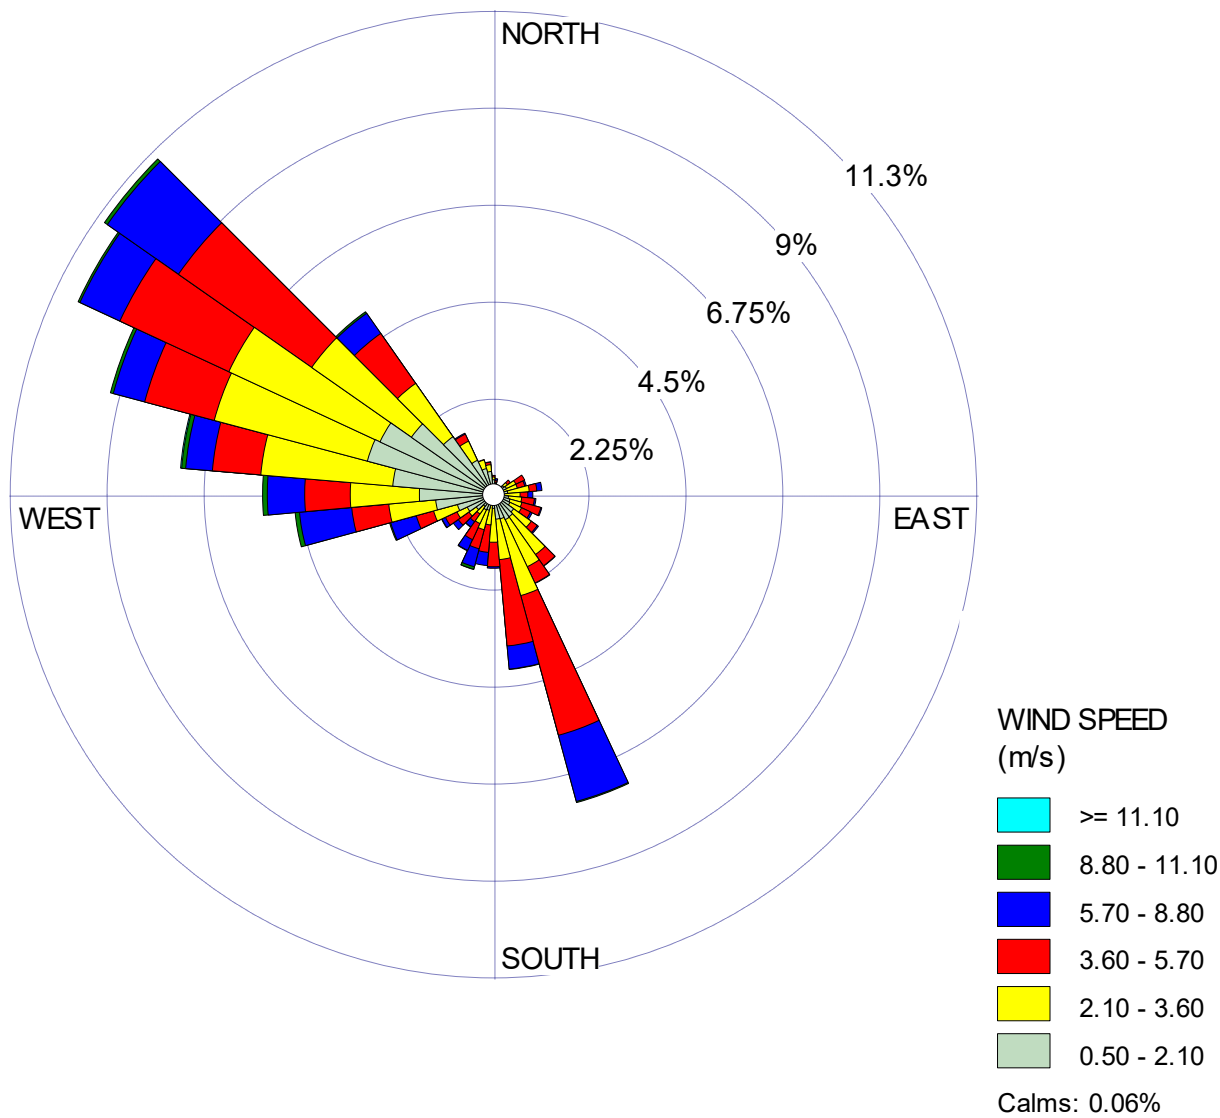 NORTH
11.3%
9%
6.75%
4.5%
2.25%
WEST
EAST
SOUTH
WIND SPEED
(m/s)
>= 11.10
8.80 - 11.10
5.70 - 8.80
3.60 - 5.70
2.10 - 3.60
0.50 - 2.10
Calms: 0.06%